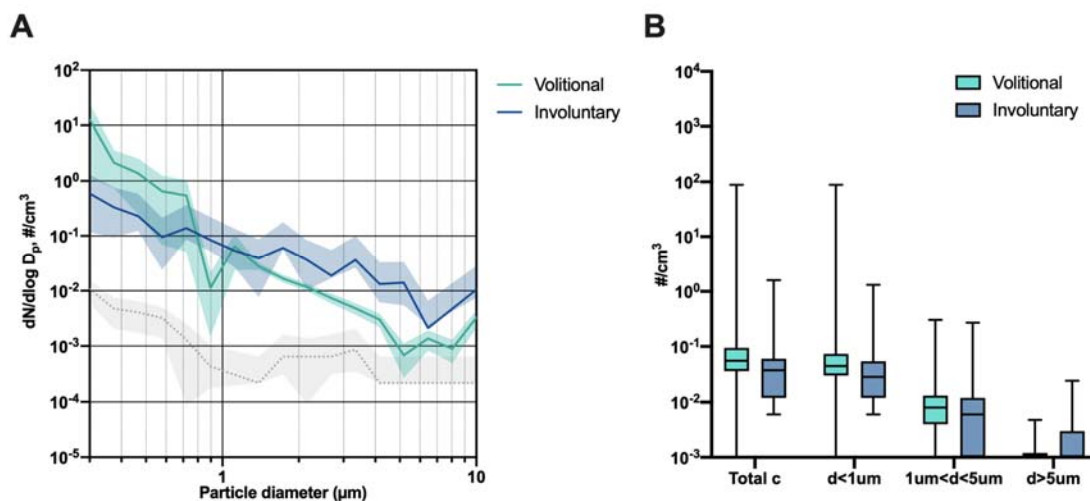 A
10²
10¹
10⁰
10⁻¹
10⁻²
10⁻³
10⁻⁴
10⁻⁵
dN/dlog Dₚ, #/cm³
1
10
Particle diameter (µm)
Volitional
Involuntary
B
10⁴
10³
10²
10¹
10⁰
10⁻¹
10⁻²
10⁻³
#/cm³
Volitional
Involuntary
Total c
d<1um
1um<d<5um
d>5um